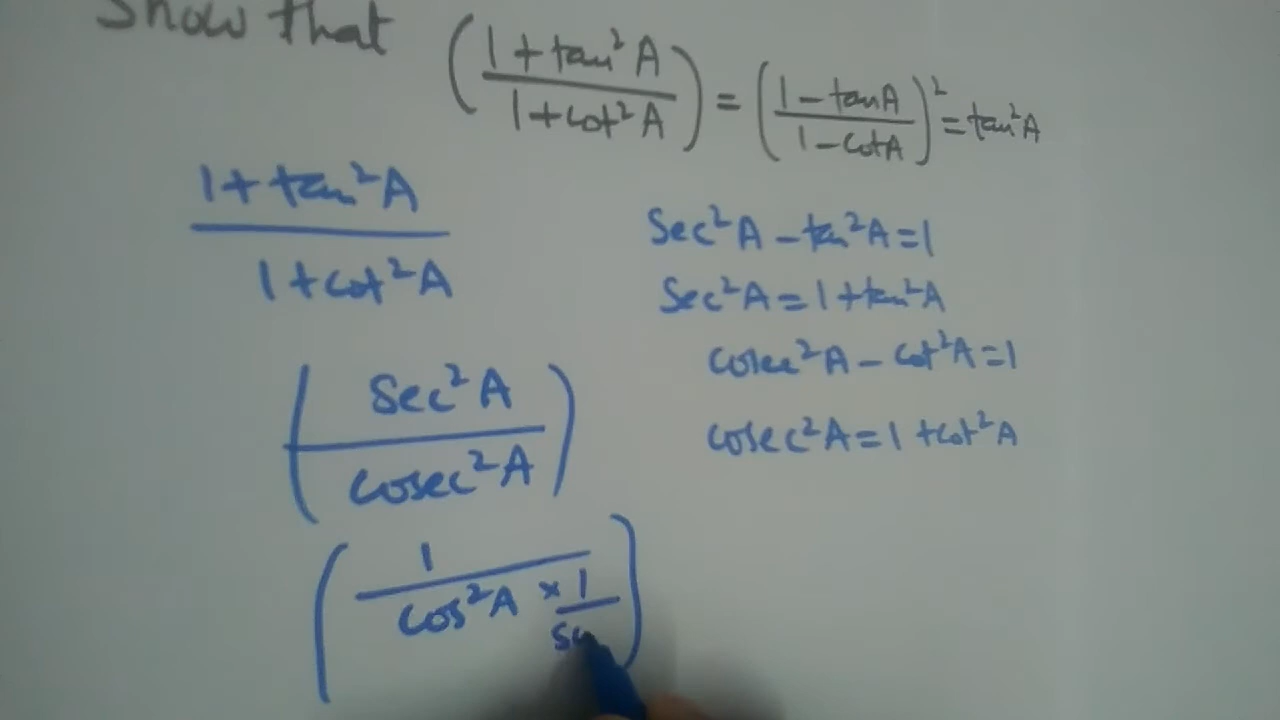 Show that (1 + tan²A / 1 + cot²A) = (1 - tanA / 1 - cotA)² = tan²A
1 + tan²A / 1 + cot²A
Sec²A - tan²A = 1
Sec²A = 1 + tan²A
cosec²A - cot²A = 1
cosec²A = 1 + cot²A
(Sec²A / cosec²A)
(1 / cos²A × 1 /